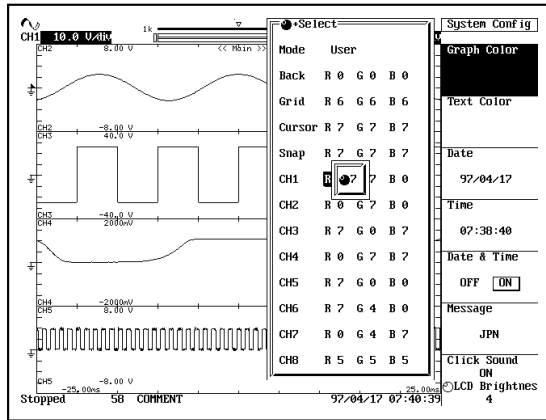 CH1 10.0 V/div
1k
CH2 8.00 V
<< Main >>
CH2 -8.00 V
CH3 40.0 V
CH3 -40.0 V
CH4 2000mV
CH4 -2000mV
CH5 8.00 V
CH5 -8.00 V
-25.00ms
25.00ms
Stopped 58 COMMENT 97/04/17 07:40:39
+Select
Mode User
Back R 0 G 0 B 0
Grid R 6 G 6 B 6
Cursor R 7 G 7 B 7
Snap R 7 G 7 B 7
CH1 R 7 7 B 0
CH2 R 0 G 7 B 0
CH3 R 7 G 0 B 7
CH4 R 0 G 7 B 7
CH5 R 7 G 0 B 0
CH6 R 7 G 4 B 0
CH7 R 0 G 4 B 7
CH8 R 5 G 5 B 5
System Config
Graph Color
Text Color
Date
97/04/17
Time
07:38:40
Date & Time
OFF ON
Message
JPN
Click Sound
ON
LCD Brightnes
4